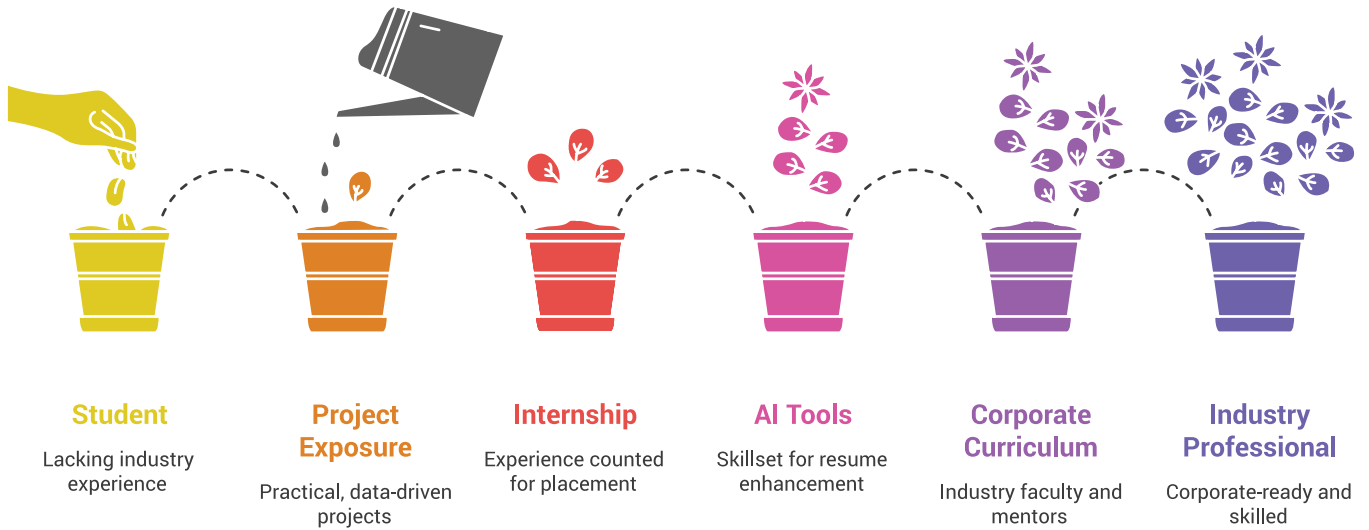 Student
Lacking industry
experience
Project
Exposure
Practical, data-driven
projects
Internship
Experience counted
for placement
AI Tools
Skillset for resume
enhancement
Corporate
Curriculum
Industry faculty and
mentors
Industry
Professional
Corporate-ready and
skilled